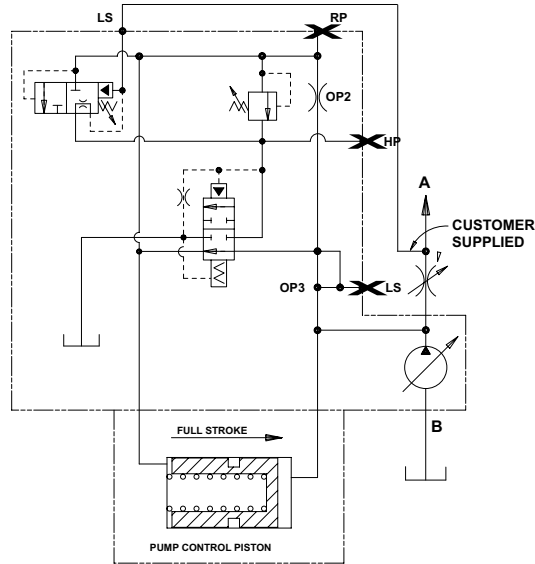 LS
RP
OP2
HP
A
CUSTOMER
SUPPLIED
OP3
LS
B
FULL STROKE
PUMP CONTROL PISTON